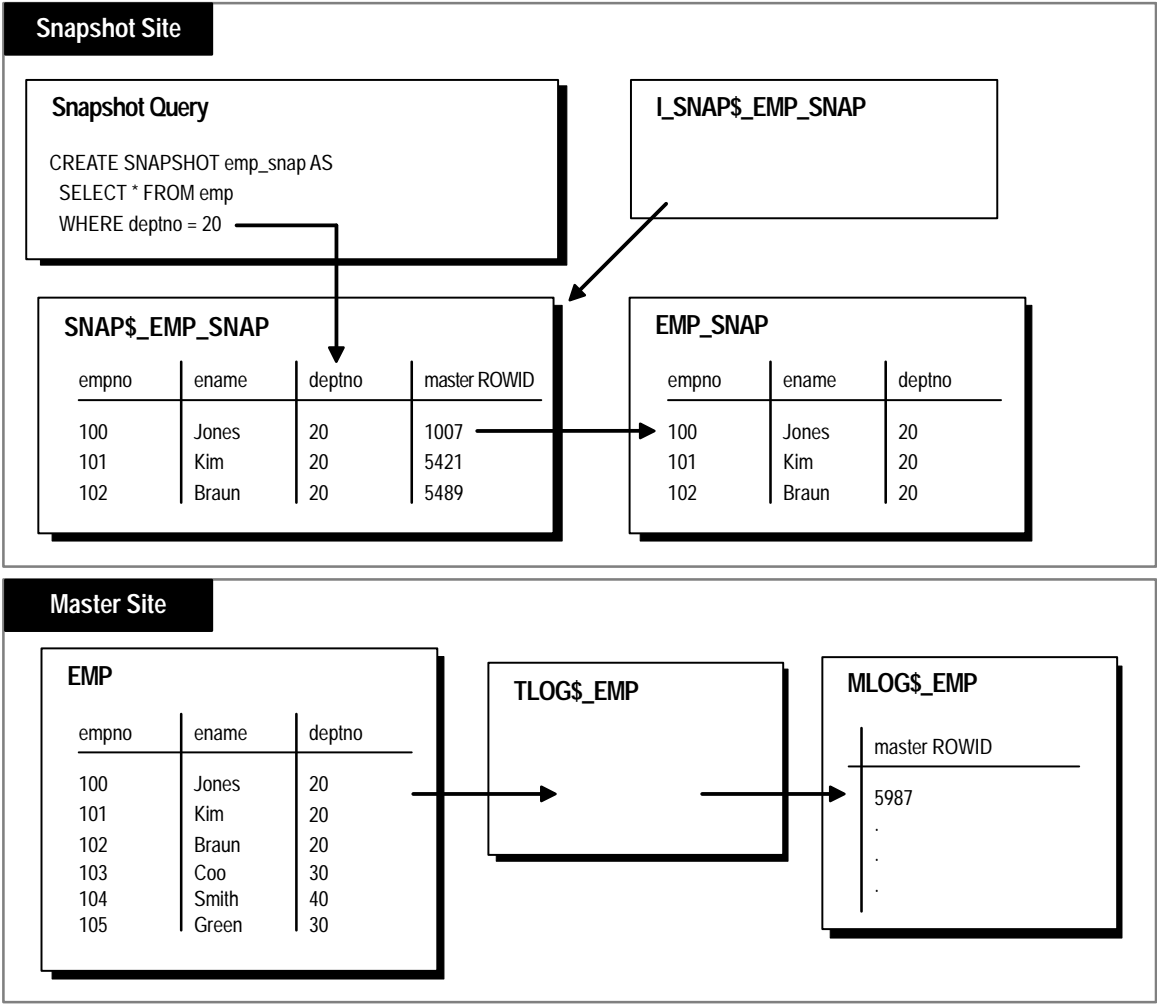 Snapshot Site
Snapshot Query
CREATE SNAPSHOT emp_snap AS
SELECT * FROM emp
WHERE deptno = 20
I_SNAP$_EMP_SNAP
SNAP$_EMP_SNAP
empno ename deptno master ROWID
100 Jones 20 1007
101 Kim 20 5421
102 Braun 20 5489
EMP_SNAP
empno ename deptno
100 Jones 20
101 Kim 20
102 Braun 20
Master Site
EMP
empno ename deptno
100 Jones 20
101 Kim 20
102 Braun 20
103 Coo 30
104 Smith 40
105 Green 30
TLOG$_EMP
MLOG$_EMP
master ROWID
5987
.
.
.